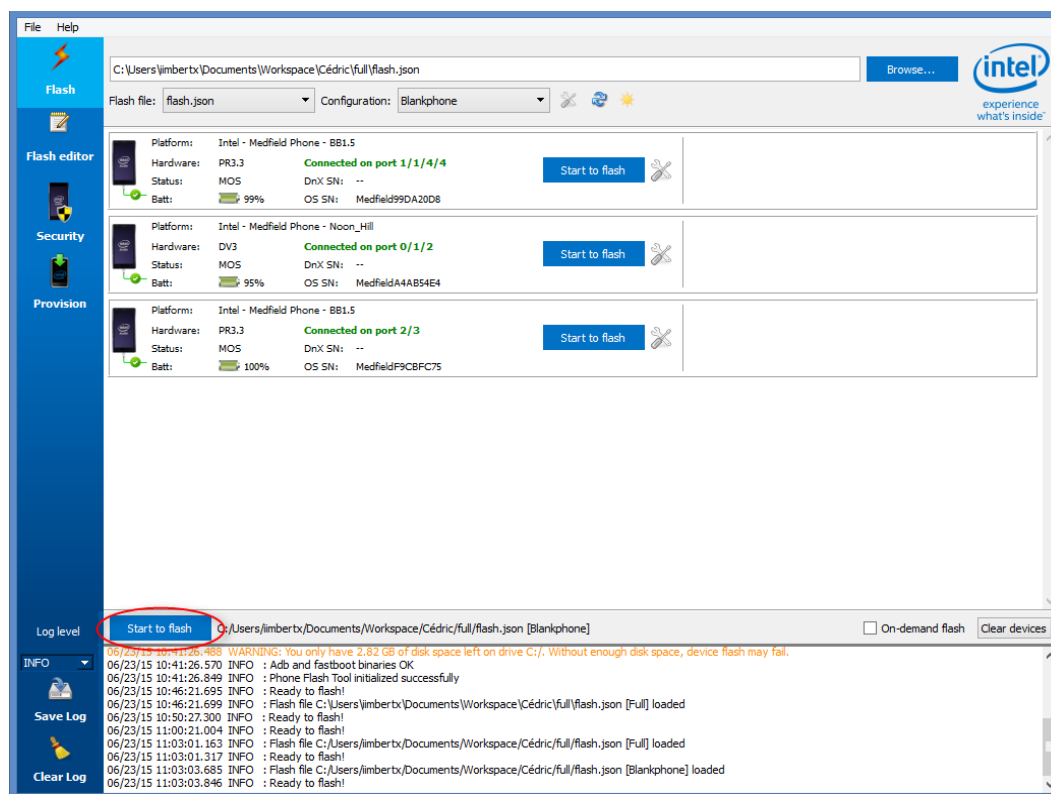 File Help
Flash
C:\Users\imbertx\Documents\Workspace\Cédric\full\flash.json
Browse...
intel
experience
what's inside™
Flash file: flash.json Configuration: Blankphone
Flash editor
Security
Provision
Platform: Intel - Medfield Phone - BB1.5
Hardware: PR3.3 Connected on port 1/1/4/4
Status: MOS DnX SN: --
Batt: 99% OS SN: Medfield99DA20D8
Start to flash
Platform: Intel - Medfield Phone - Noon_Hill
Hardware: DV3 Connected on port 0/1/2
Status: MOS DnX SN: --
Batt: 95% OS SN: MedfieldA4AB54E4
Start to flash
Platform: Intel - Medfield Phone - BB1.5
Hardware: PR3.3 Connected on port 2/3
Status: MOS DnX SN: --
Batt: 100% OS SN: MedfieldF9CBFC75
Start to flash
Log level
Start to flash C:/Users/imbertx/Documents/Workspace/Cédric/full/flash.json [Blankphone] On-demand flash Clear devices
INFO
Save Log
Clear Log
06/23/15 10:41:26.488 WARNING: You only have 2.82 GB of disk space left on drive C:/. Without enough disk space, device flash may fail.
06/23/15 10:41:26.570 INFO : Adb and fastboot binaries OK
06/23/15 10:41:26.849 INFO : Phone Flash Tool initialized successfully
06/23/15 10:46:21.695 INFO : Ready to flash!
06/23/15 10:46:21.699 INFO : Flash file C:\Users\imbertx\Documents\Workspace\Cédric\full\flash.json [Full] loaded
06/23/15 10:50:27.300 INFO : Ready to flash!
06/23/15 11:00:21.004 INFO : Ready to flash!
06/23/15 11:03:01.163 INFO : Flash file C:/Users/imbertx/Documents/Workspace/Cédric/full/flash.json [Full] loaded
06/23/15 11:03:01.317 INFO : Ready to flash!
06/23/15 11:03:03.685 INFO : Flash file C:/Users/imbertx/Documents/Workspace/Cédric/full/flash.json [Blankphone] loaded
06/23/15 11:03:03.846 INFO : Ready to flash!